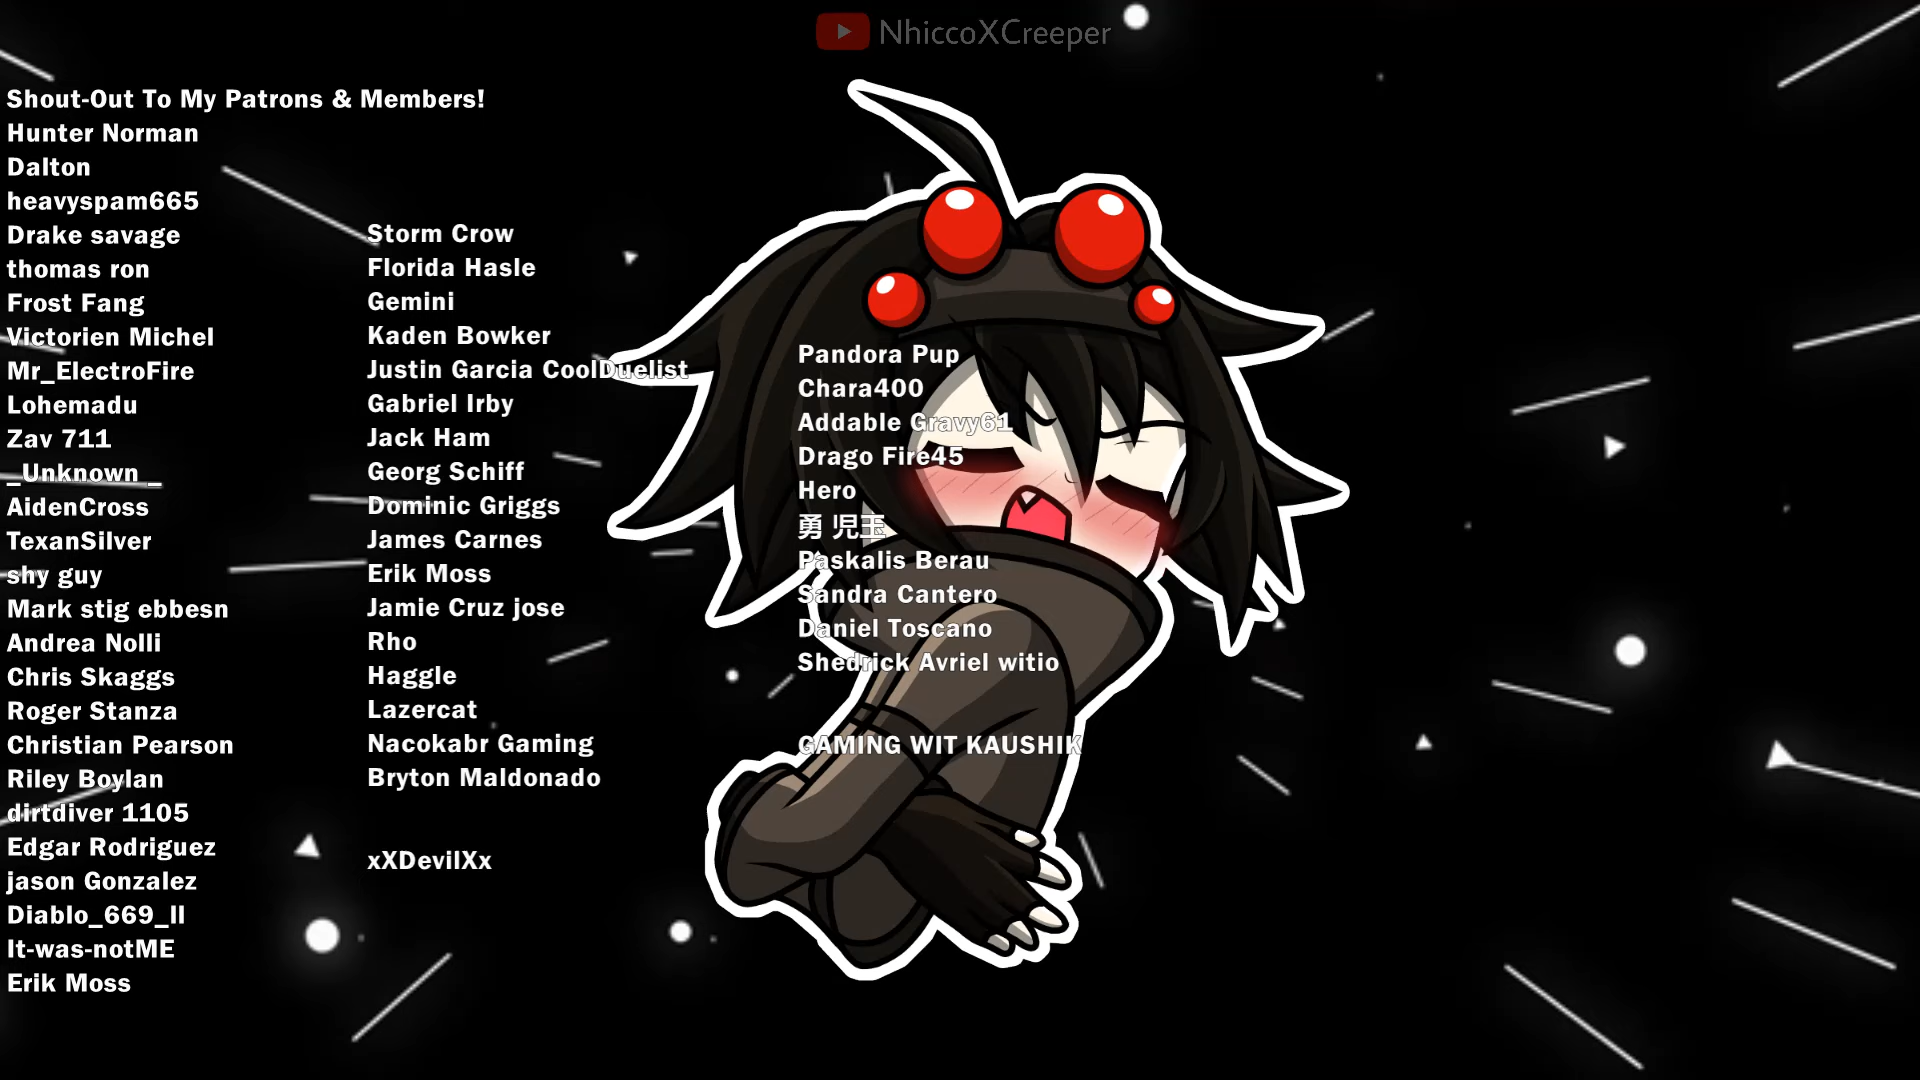 NhiccoXCreeper
Shout-Out To My Patrons & Members!
Hunter Norman
Dalton
heavyspam665
Drake savage
thomas ron
Frost Fang
Victorien Michel
Mr_ElectroFire
Lohemadu
Zav 711
_Unknown _
AidenCross
TexanSilver
shy guy
Mark stig ebbesn
Andrea Nolli
Chris Skaggs
Roger Stanza
Christian Pearson
Riley Boylan
dirtdiver 1105
Edgar Rodriguez
jason Gonzalez
Diablo_669_II
It-was-notME
Erik Moss
Storm Crow
Florida Hasle
Gemini
Kaden Bowker
Justin Garcia CoolDuelist
Gabriel Irby
Jack Ham
Georg Schiff
Dominic Griggs
James Carnes
Erik Moss
Jamie Cruz jose
Rho
Haggle
Lazercat
Nacokabr Gaming
Bryton Maldonado
xXDevilXx
Pandora Pup
Chara400
Addable Gravy61
Drago Fire45
Hero
勇 児玉
Paskalis Berau
Sandra Cantero
Daniel Toscano
Shedrick Avriel witio
GAMING WIT KAUSHIK